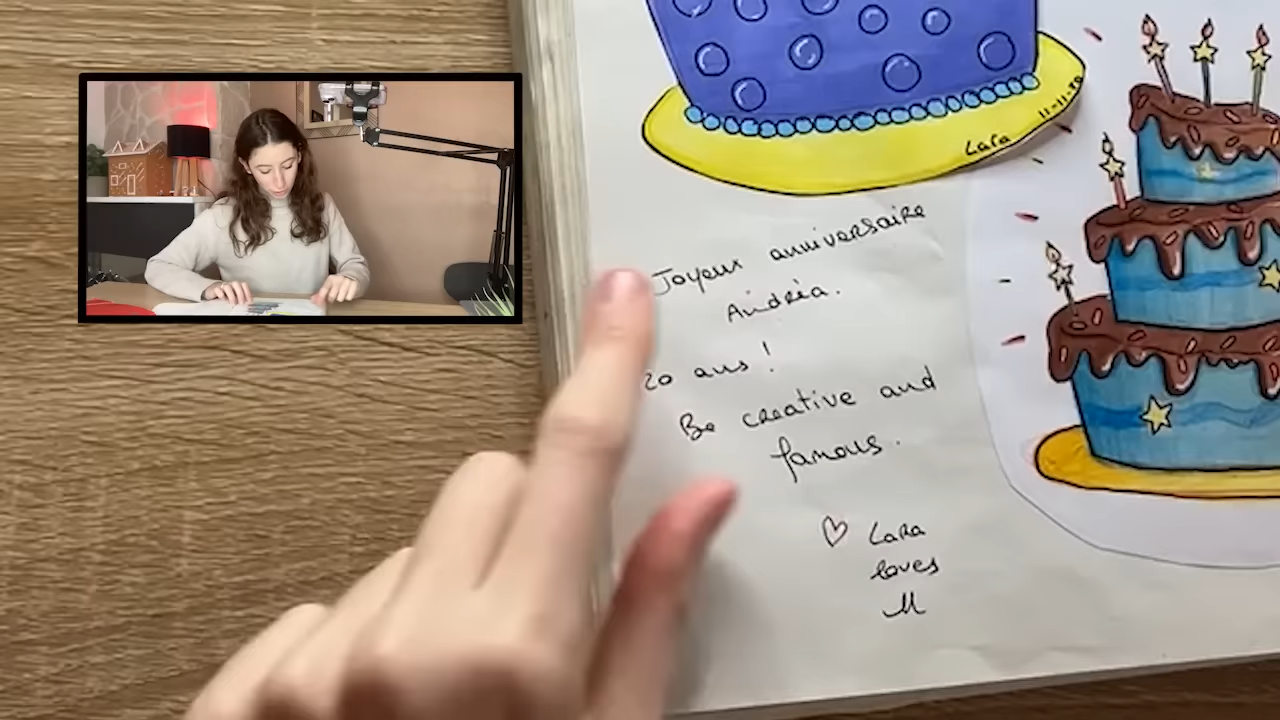 Lara 11-11-20
Joyeux anniversaire
Andréa.
20 ans !
Be creative and
famous.
♡ Lara
loves
M